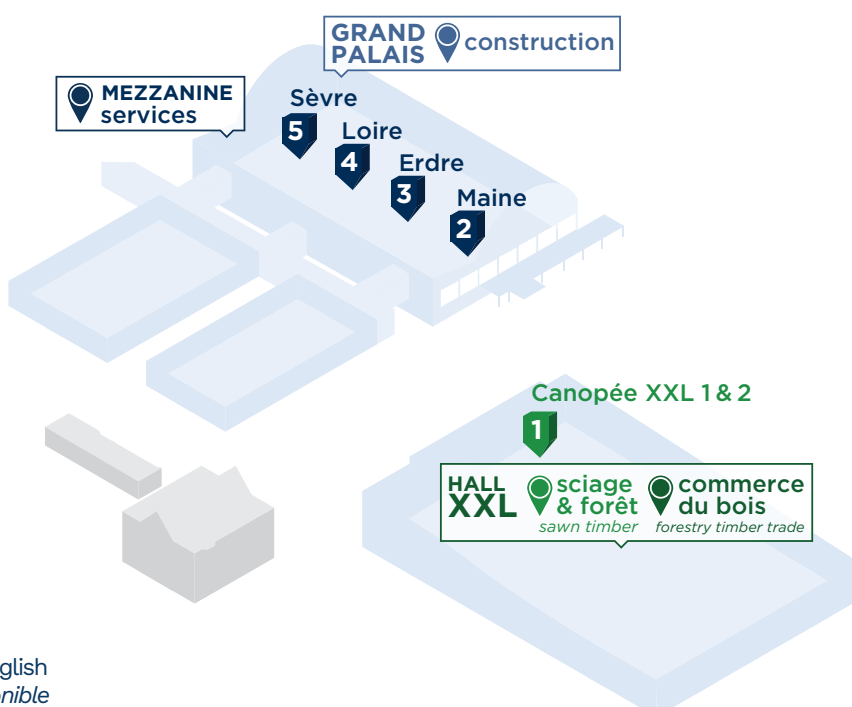 GRAND
PALAIS
construction
MEZZANINE
services
Sèvre
5
Loire
4
Erdre
3
Maine
2
Canopée XXL 1 & 2
1
HALL
XXL
sciage
& forêt
sawn timber
commerce
du bois
forestry timber trade
glish
nible